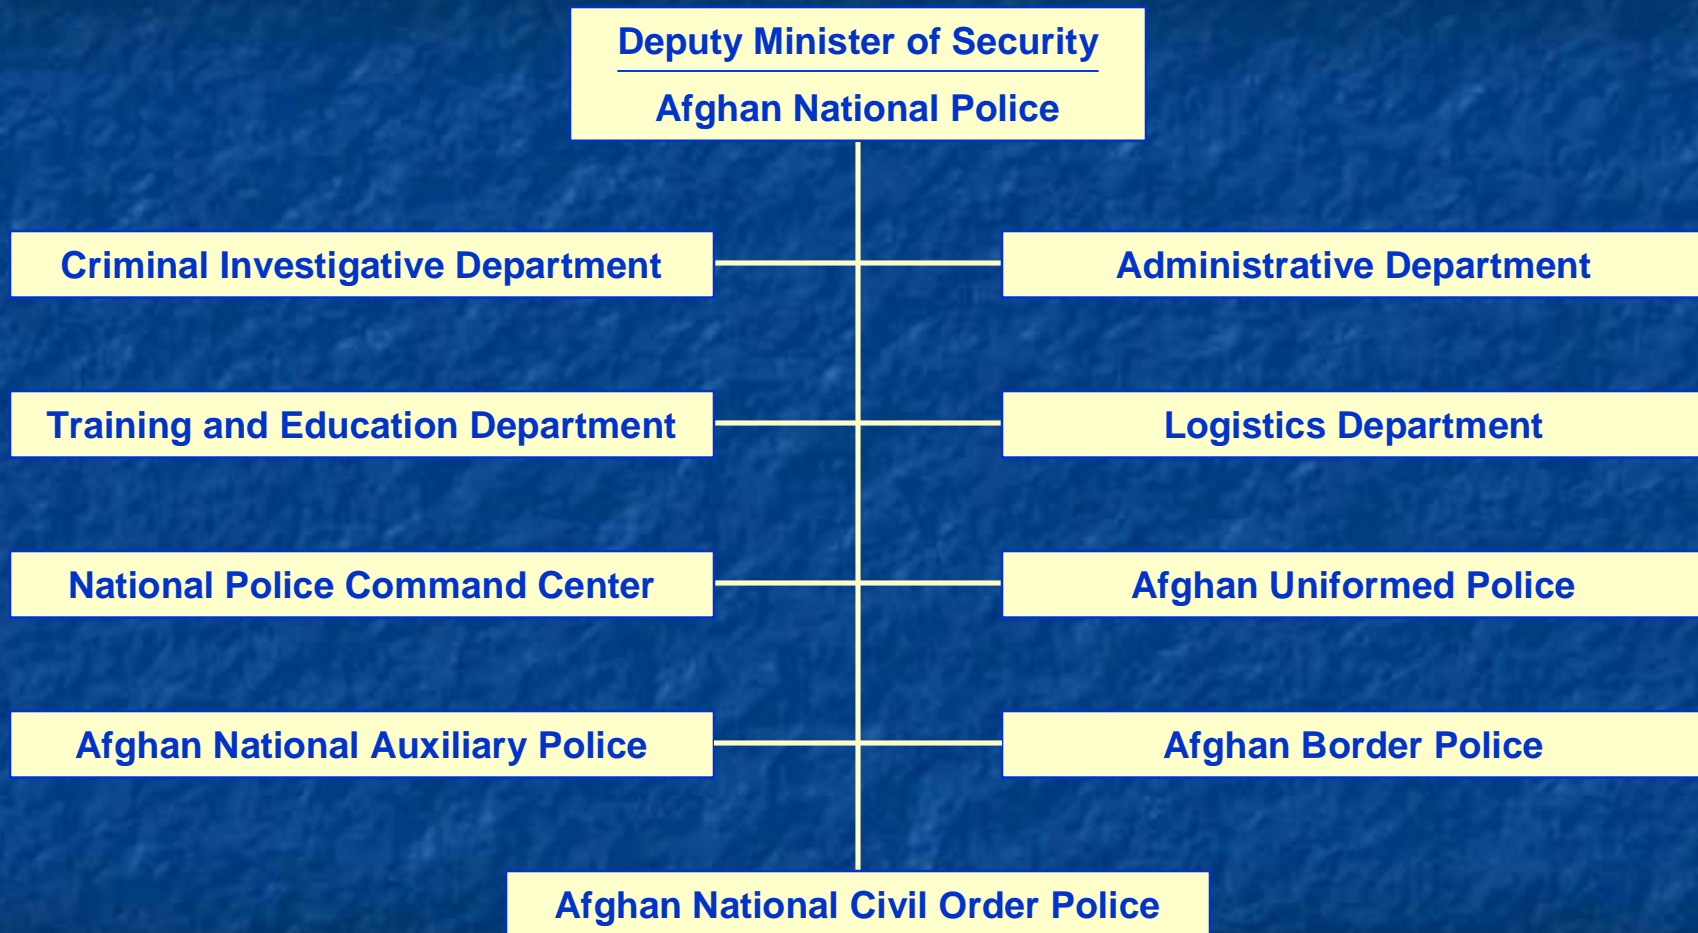 Deputy Minister of Security
Afghan National Police
Criminal Investigative Department
Administrative Department
Training and Education Department
Logistics Department
National Police Command Center
Afghan Uniformed Police
Afghan National Auxiliary Police
Afghan Border Police
Afghan National Civil Order Police